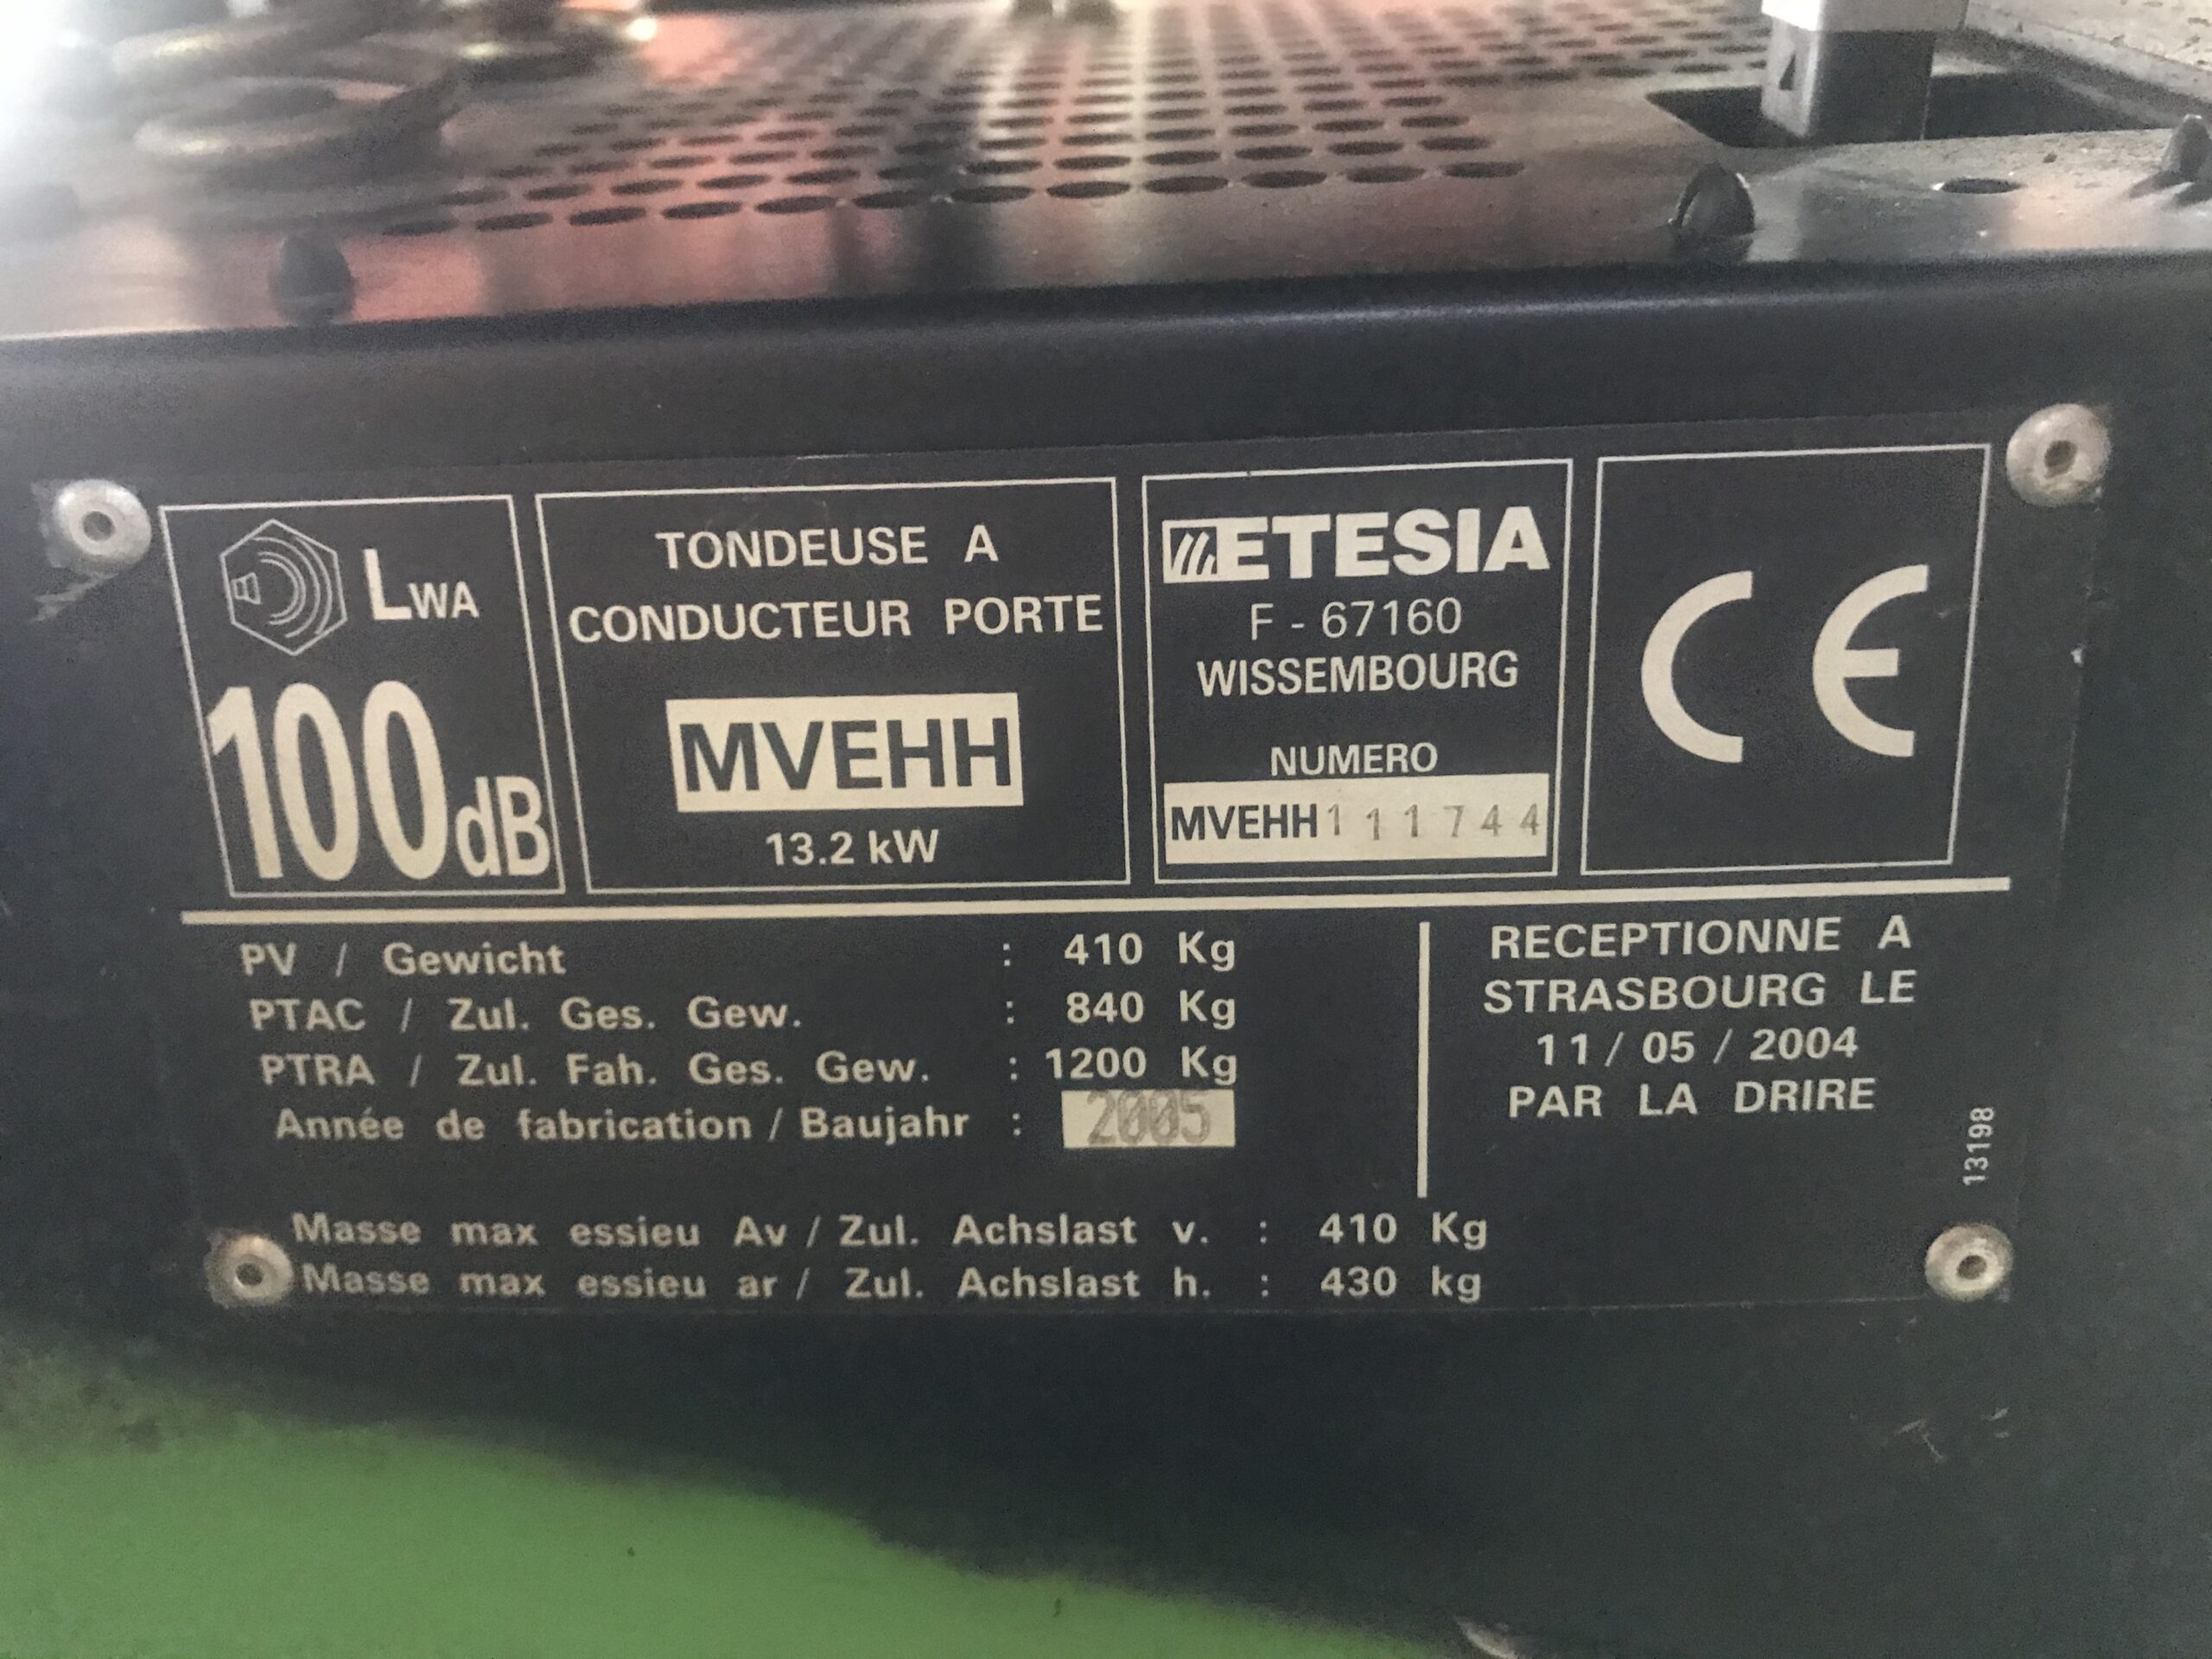 LWA
100dB
TONDEUSE A
CONDUCTEUR PORTE
MVEHH
13.2 kW
ETESIA
F - 67160
WISSEMBOURG
NUMERO
MVEHH111744
CE
PV / Gewicht : 410 Kg
PTAC / Zul. Ges. Gew. : 840 Kg
PTRA / Zul. Fah. Ges. Gew. : 1200 Kg
Année de fabrication / Baujahr : 2005
RECEPTIONNE A
STRASBOURG LE
11 / 05 / 2004
PAR LA DRIRE
13198
Masse max essieu Av / Zul. Achslast v. : 410 Kg
Masse max essieu ar / Zul. Achslast h. : 430 kg